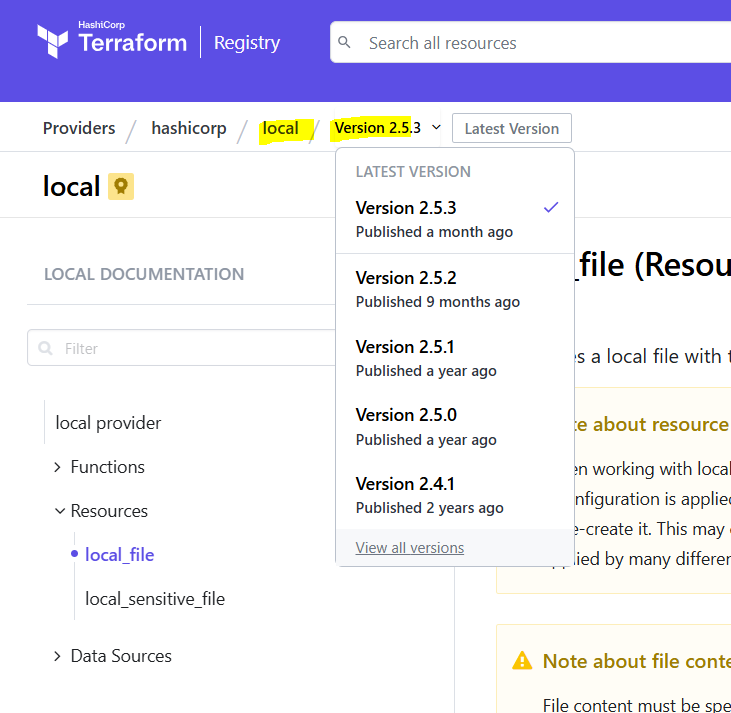 HashiCorp
Terraform
Registry
Search all resources
Providers / hashicorp / local / Version 2.5.3
Latest Version
local
LATEST VERSION
Version 2.5.3
Published a month ago
Version 2.5.2
Published 9 months ago
Version 2.5.1
Published a year ago
Version 2.5.0
Published a year ago
Version 2.4.1
Published 2 years ago
View all versions
LOCAL DOCUMENTATION
Filter
local provider
Functions
Resources
local_file
local_sensitive_file
Data Sources
_file (Resou
s a local file with t
te about resource
en working with local
nfiguration is applied
e-create it. This may
plied by many differen
Note about file conte
File content must be spe